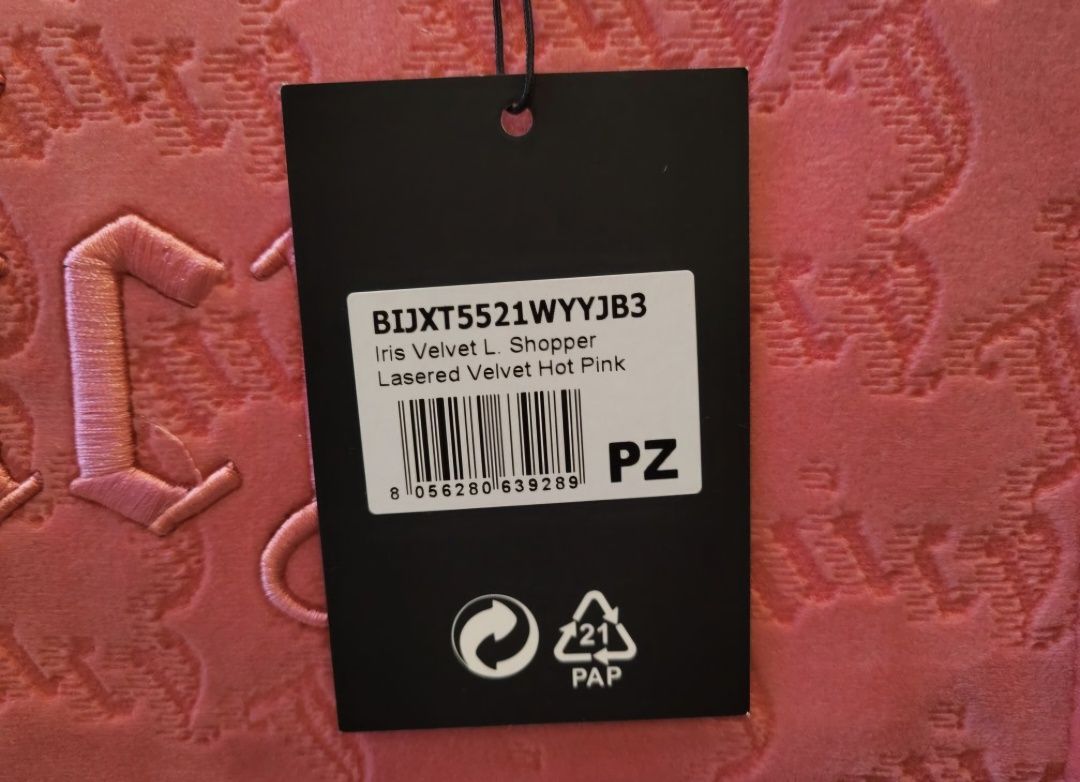 BIJXT5521WYYJB3
Iris Velvet L. Shopper
Lasered Velvet Hot Pink
8 056280 639289
PZ
21
PAP